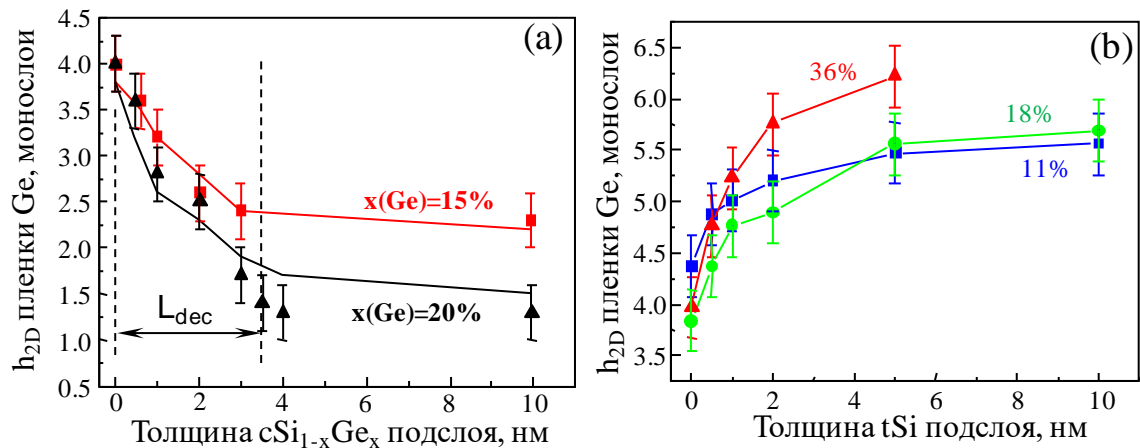 (a)
h2D пленки Ge, монослои
4.5
4.0
3.5
3.0
2.5
2.0
1.5
1.0
0.5
x(Ge)=15%
x(Ge)=20%
Ldec
0 2 4 6 8 10
Толщина cSi1-xGex подслоя, нм
(b)
h2D пленки Ge, монослои
6.5
6.0
5.5
5.0
4.5
4.0
3.5
36%
18%
11%
0 2 4 6 8 10
Толщина tSi подслоя, нм